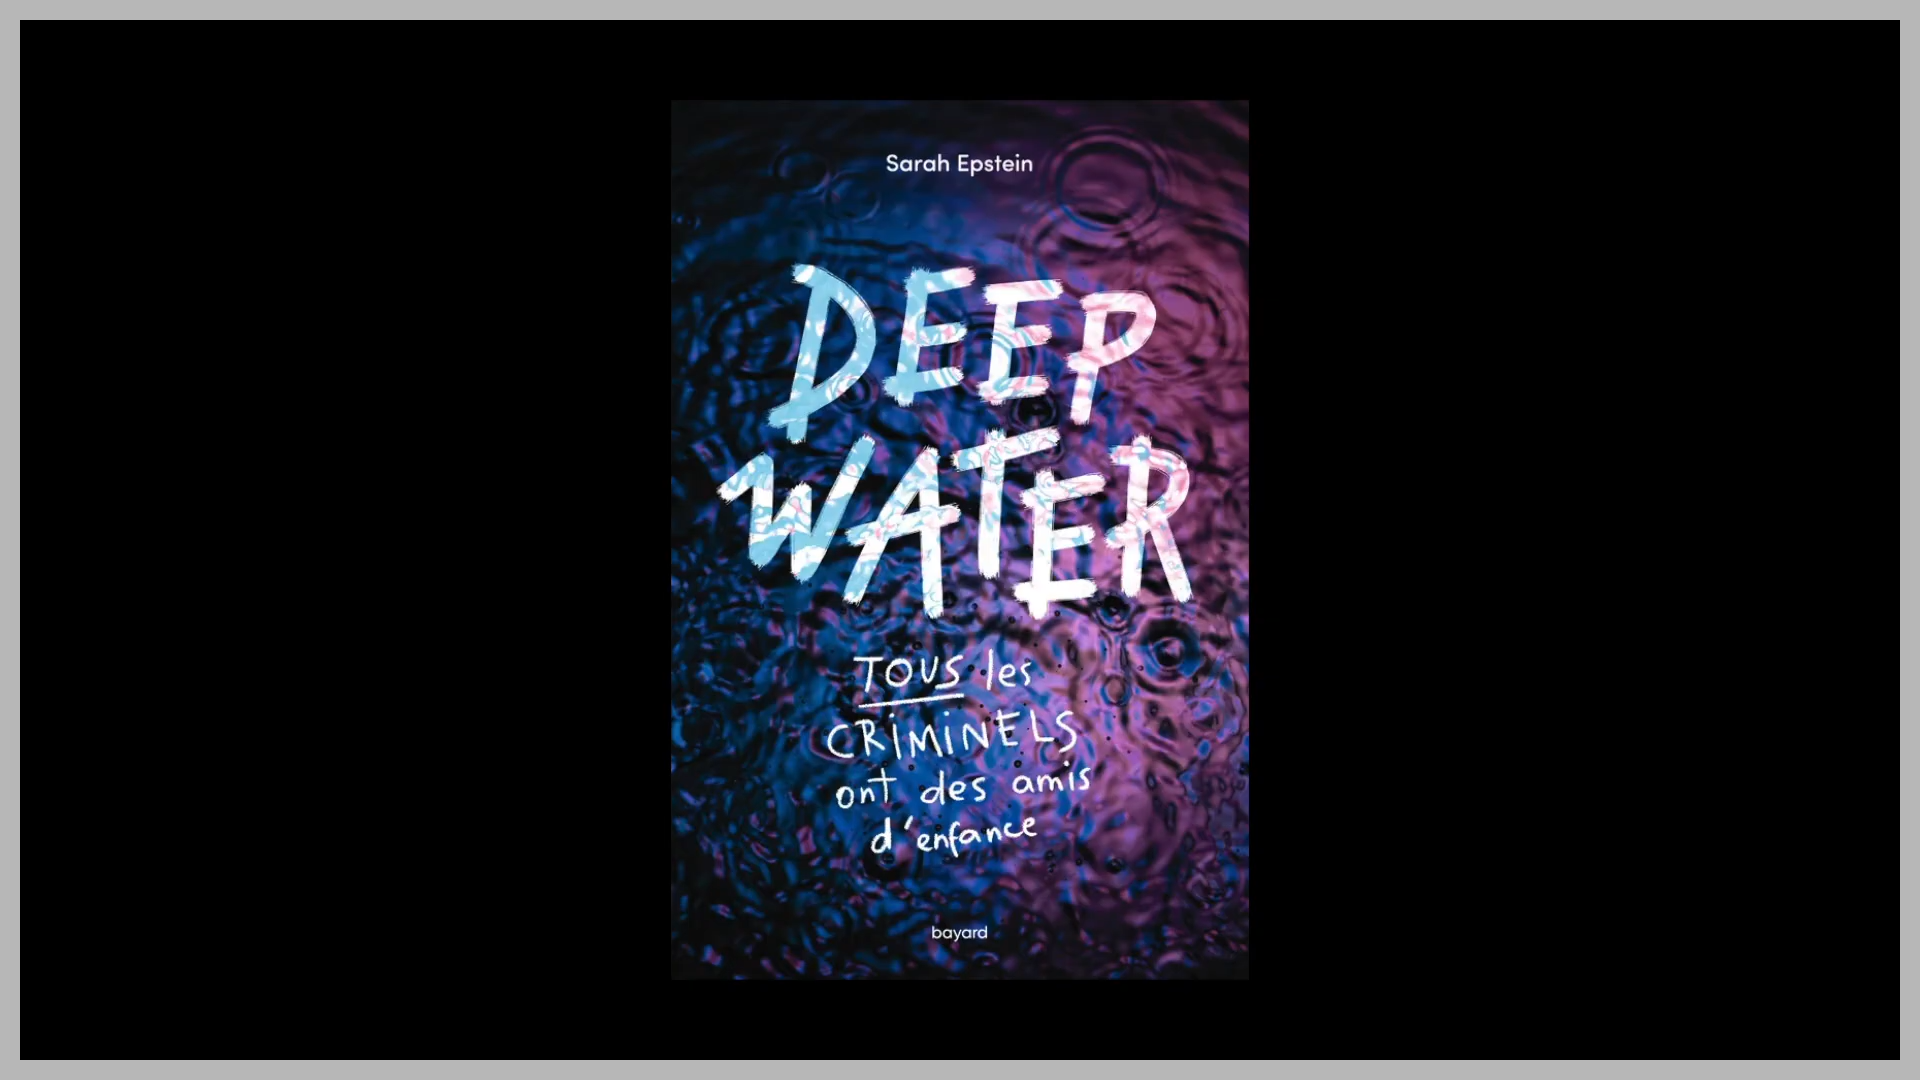 Sarah Epstein
DEEP
WATER
TOUS les
CRiMiNELS
ont des amis
d'enfance
bayard